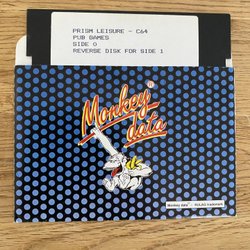 PRISM LEISURE - C64
PUB GAMES
SIDE 0
REVERSE DISK FOR SIDE 1
Monkey
data